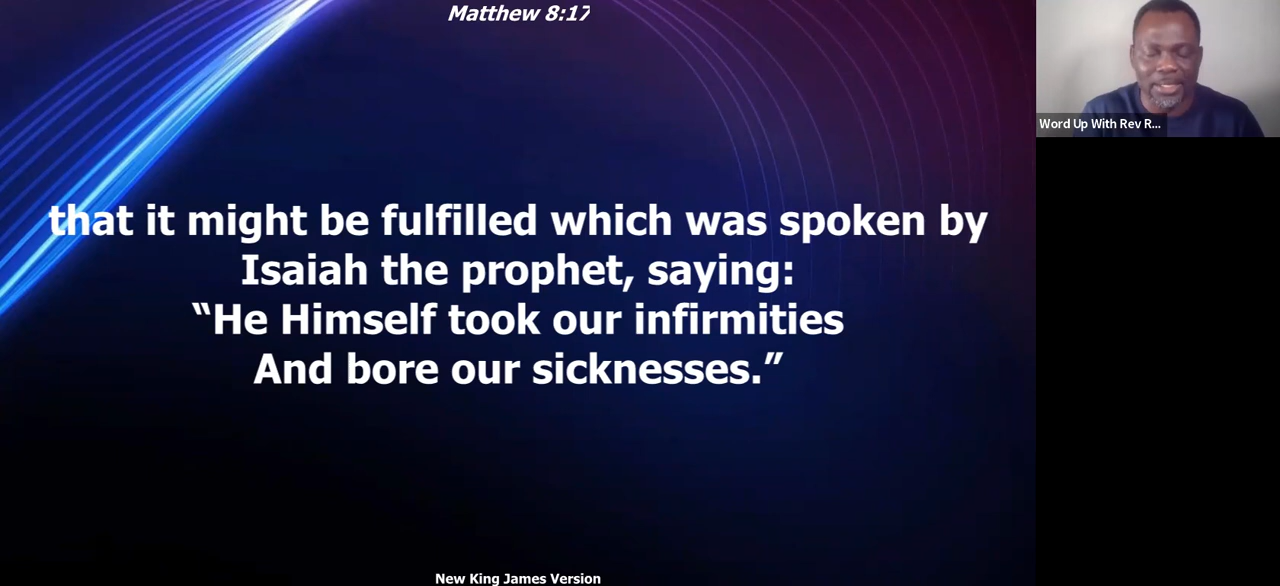 Matthew 8:17
that it might be fulfilled which was spoken by
Isaiah the prophet, saying:
“He Himself took our infirmities
And bore our sicknesses.”
New King James Version
Word Up With Rev R...